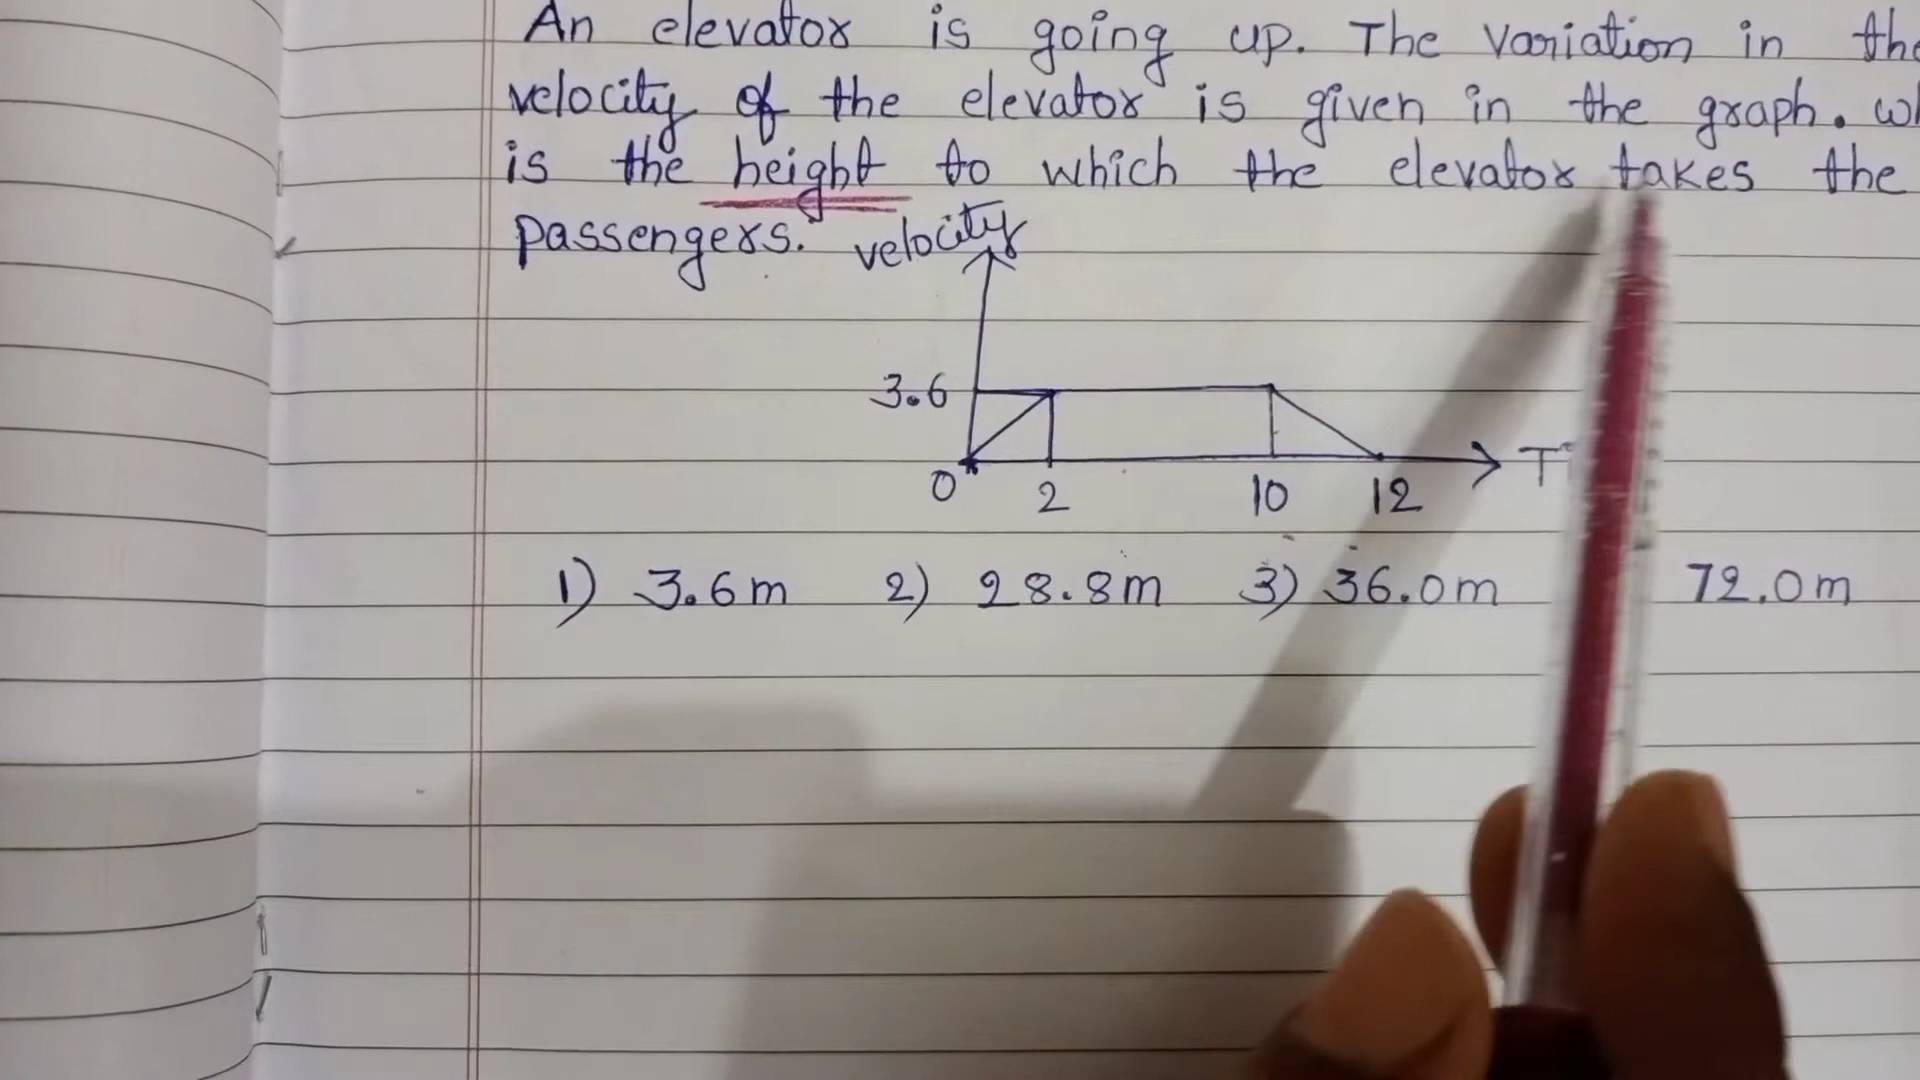 An elevator is going up. The variation in the
velocity of the elevator is given in the graph.
is the height to which the elevator takes the
passengers.
velocity
3.6
0 2 10 12
1) 3.6m 2) 28.8m 3) 36.0m 72.0m